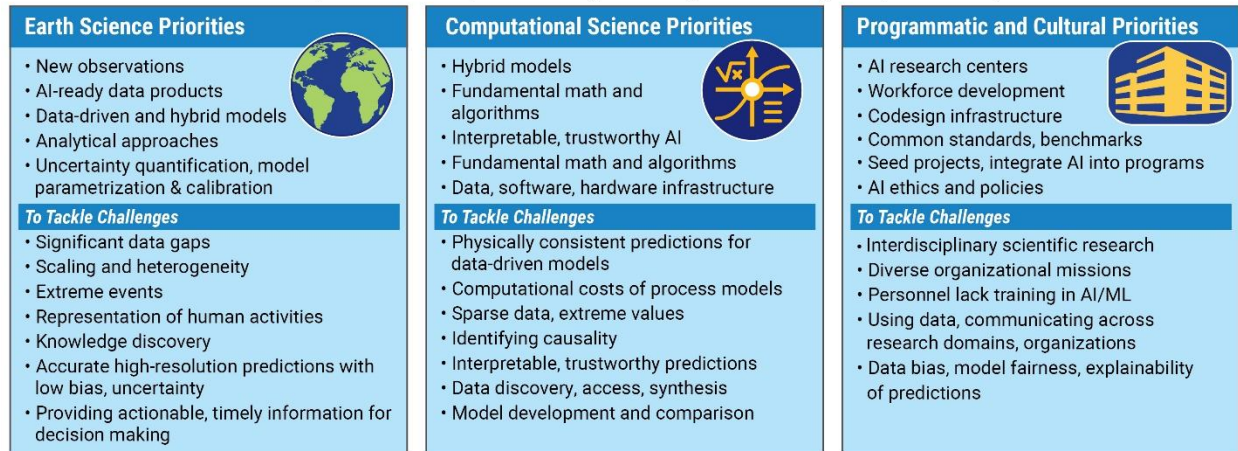 Earth Science Priorities
• New observations
• AI-ready data products
• Data-driven and hybrid models
• Analytical approaches
• Uncertainty quantification, model
parametrization & calibration
To Tackle Challenges
• Significant data gaps
• Scaling and heterogeneity
• Extreme events
• Representation of human activities
• Knowledge discovery
• Accurate high-resolution predictions with
low bias, uncertainty
• Providing actionable, timely information for
decision making
Computational Science Priorities
• Hybrid models
• Fundamental math and
algorithms
• Interpretable, trustworthy AI
• Fundamental math and algorithms
• Data, software, hardware infrastructure
√x
To Tackle Challenges
• Physically consistent predictions for
data-driven models
• Computational costs of process models
• Sparse data, extreme values
• Identifying causality
• Interpretable, trustworthy predictions
• Data discovery, access, synthesis
• Model development and comparison
Programmatic and Cultural Priorities
• AI research centers
• Workforce development
• Codesign infrastructure
• Common standards, benchmarks
• Seed projects, integrate AI into programs
• AI ethics and policies
To Tackle Challenges
• Interdisciplinary scientific research
• Diverse organizational missions
• Personnel lack training in AI/ML
• Using data, communicating across
research domains, organizations
• Data bias, model fairness, explainability
of predictions